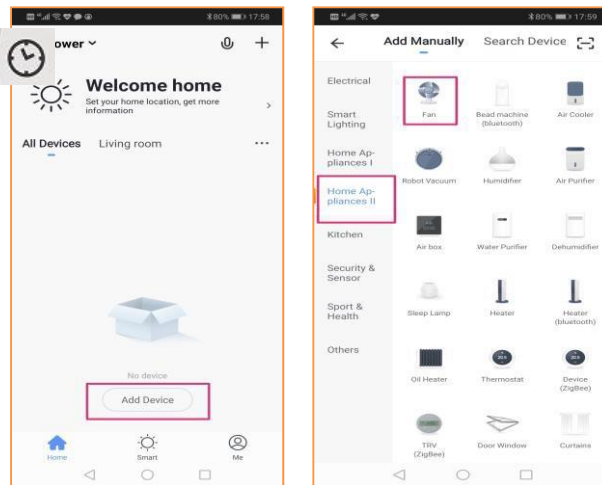 80% 17:58
ower
Welcome home
Set your home location, get more
information
All Devices Living room
No device
Add Device
Home Smart Me
80% 17:59
Add Manually Search Device
Electrical
Smart
Lighting
Home Ap-
pliances I
Home Ap-
pliances II
Kitchen
Security &
Sensor
Sport &
Health
Others
Fan
Bead machine
(bluetooth)
Air Cooler
Robot Vacuum
Humidifier
Air Purifier
Air box
Water Purifier
Dehumidifier
Sleep Lamp
Heater
Heater
(bluetooth)
Oil Heater
Thermostat
Device
(ZigBee)
TRV
(ZigBee)
Door Window
Curtains